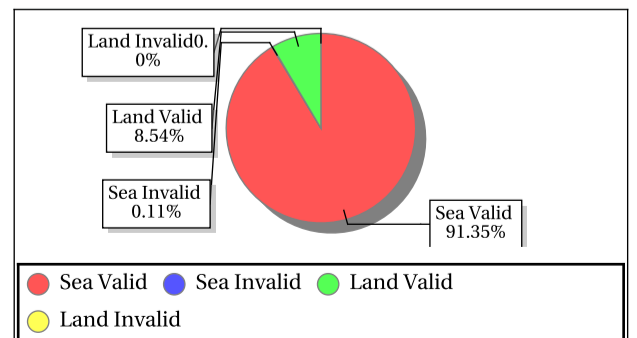 Land Invalid0.
0%
Land Valid
8.54%
Sea Invalid
0.11%
Sea Valid
91.35%
Sea Valid Sea Invalid Land Valid
Land Invalid